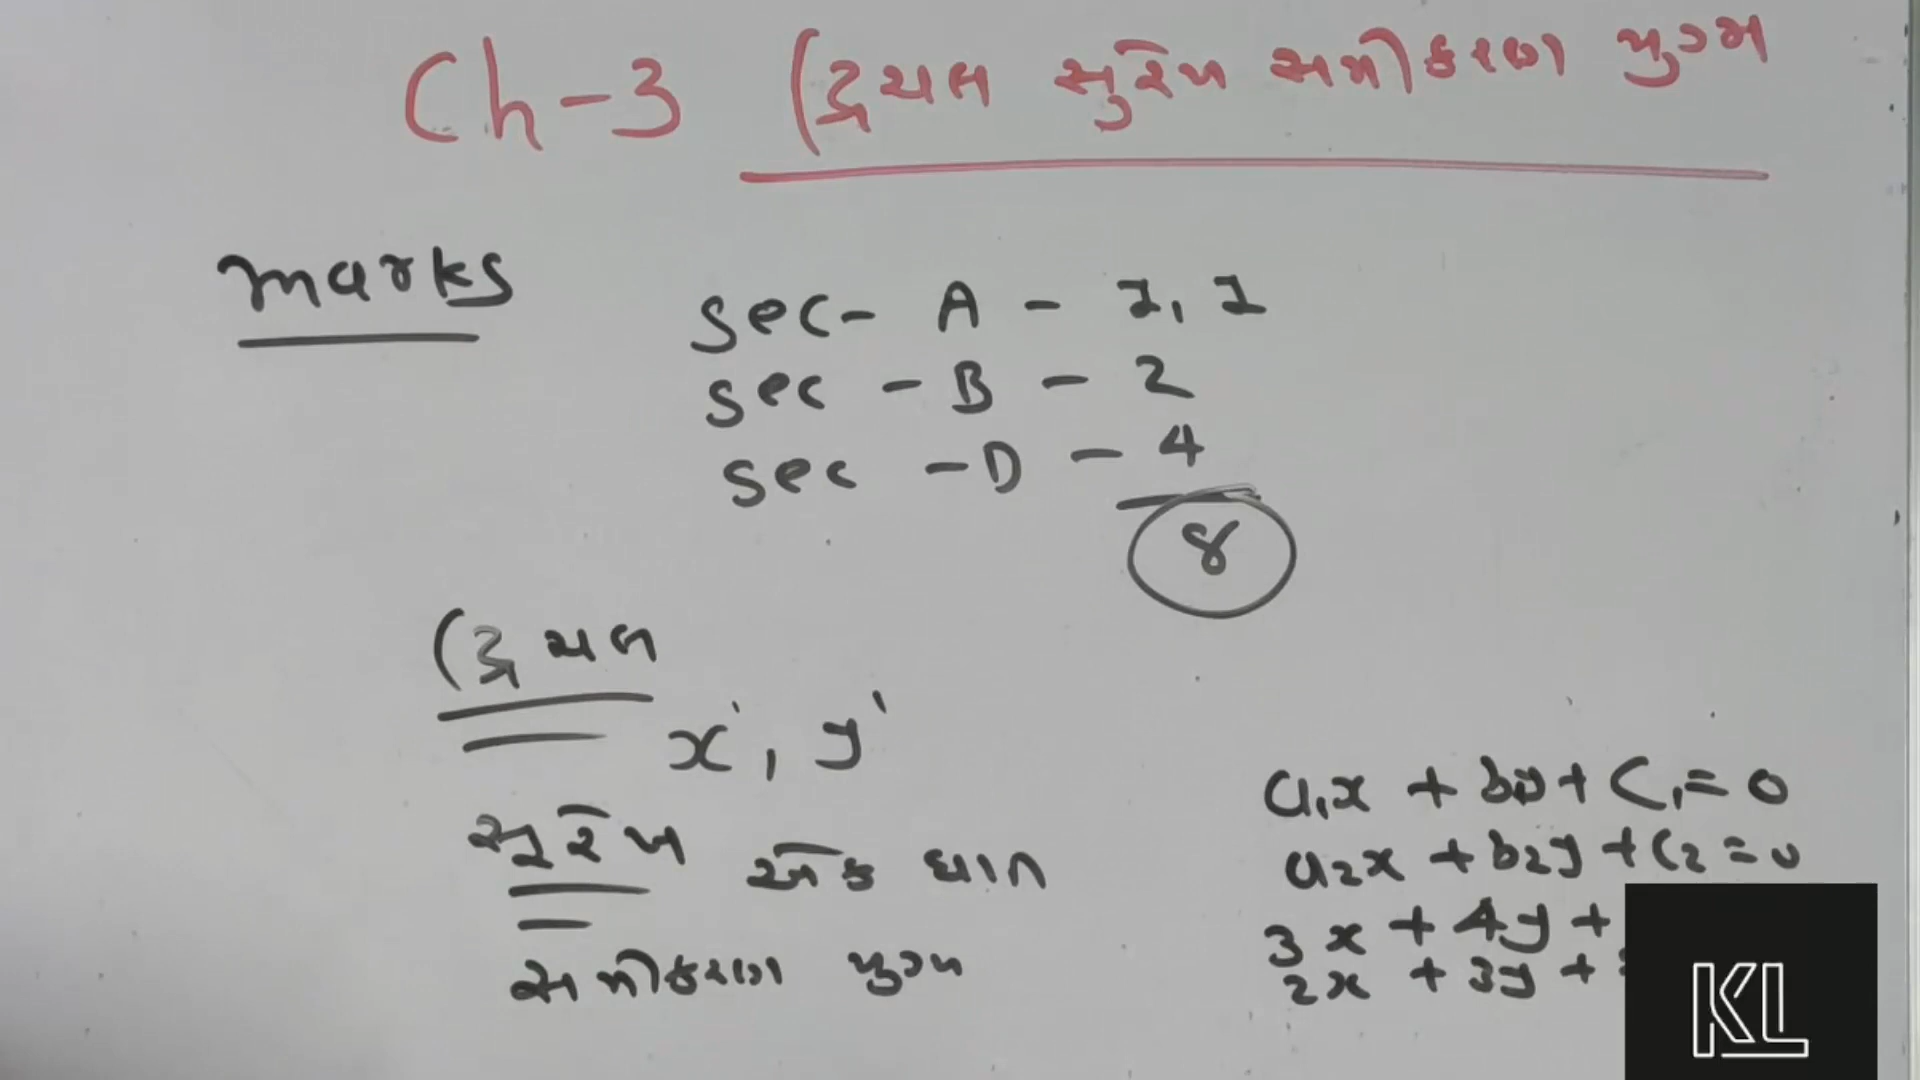 Ch-3 દ્વિચલ સુરેખ સમીકરણ યુગ્મ
marks
sec- A - 1, 1
sec - B - 2
sec - D - 4
8
દ્વિચલ
x', y'
સુરેખ એક ઘાત
સમીકરણ યુગ્મ
a₁x + b₁y + C₁ = 0
a₂x + b₂y + C₂ = 0
3x + 4y +
2x + 3y +
KL